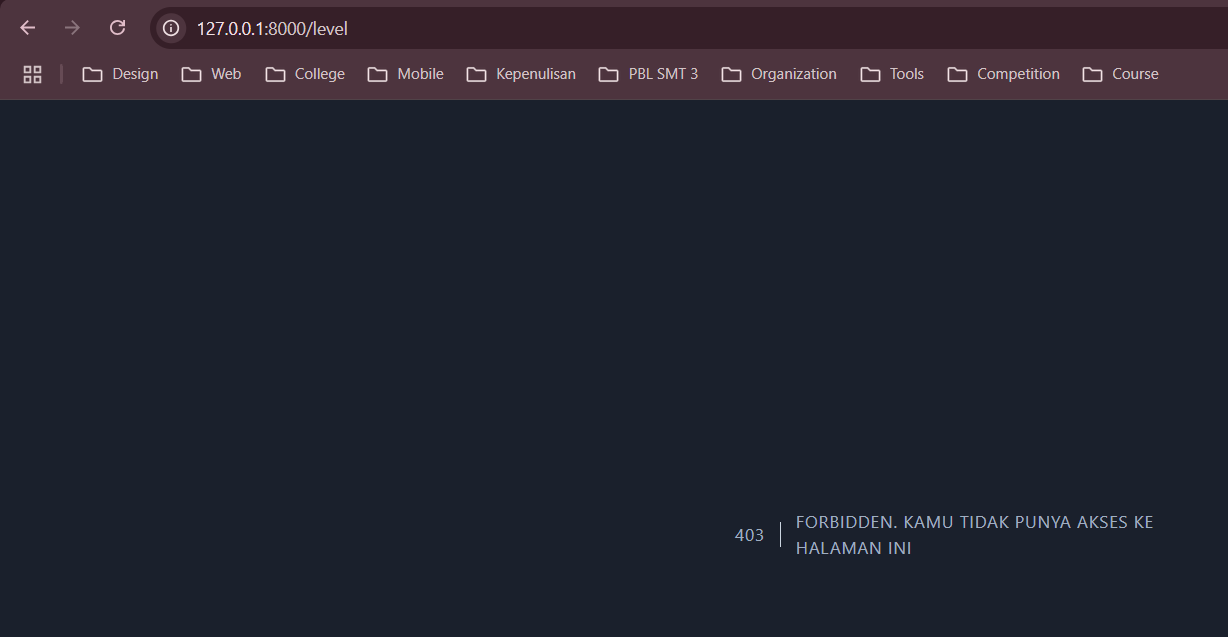 127.0.0.1:8000/level
Design Web College Mobile Kepenulisan PBL SMT 3 Organization Tools Competition Course
403
FORBIDDEN. KAMU TIDAK PUNYA AKSES KE
HALAMAN INI